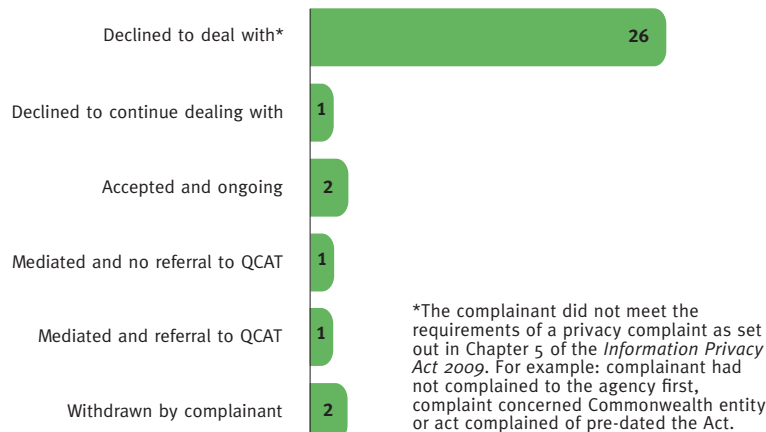 Declined to deal with* 26
Declined to continue dealing with 1
Accepted and ongoing 2
Mediated and no referral to QCAT 1
Mediated and referral to QCAT 1
Withdrawn by complainant 2
*The complainant did not meet the
requirements of a privacy complaint as set
out in Chapter 5 of the Information Privacy
Act 2009. For example: complainant had
not complained to the agency first,
complaint concerned Commonwealth entity
or act complained of pre-dated the Act.